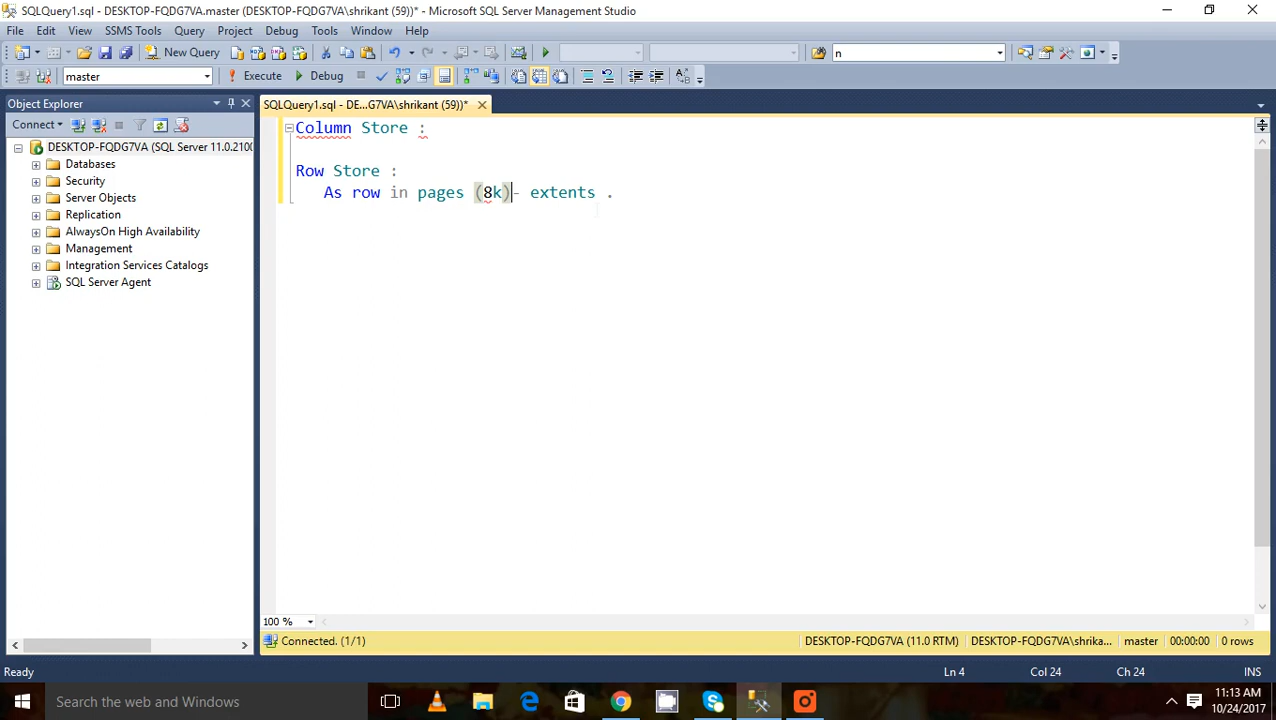 SQLQuery1.sql - DESKTOP-FQDG7VA.master (DESKTOP-FQDG7VA\shrikant (59))* - Microsoft SQL Server Management Studio
File Edit View SSMS Tools Query Project Debug Tools Window Help
New Query n
master Execute Debug
Object Explorer
Connect
DESKTOP-FQDG7VA (SQL Server 11.0.2100
Databases
Security
Server Objects
Replication
AlwaysOn High Availability
Management
Integration Services Catalogs
SQL Server Agent
SQLQuery1.sql - DE...G7VA\shrikant (59))*
Column Store :
Row Store :
As row in pages (8k)- extents .
100 %
Connected. (1/1) DESKTOP-FQDG7VA (11.0 RTM) DESKTOP-FQDG7VA\shrika... master 00:00:00 0 rows
Ready Ln 4 Col 24 Ch 24 INS
Search the web and Windows
11:13 AM
10/24/2017